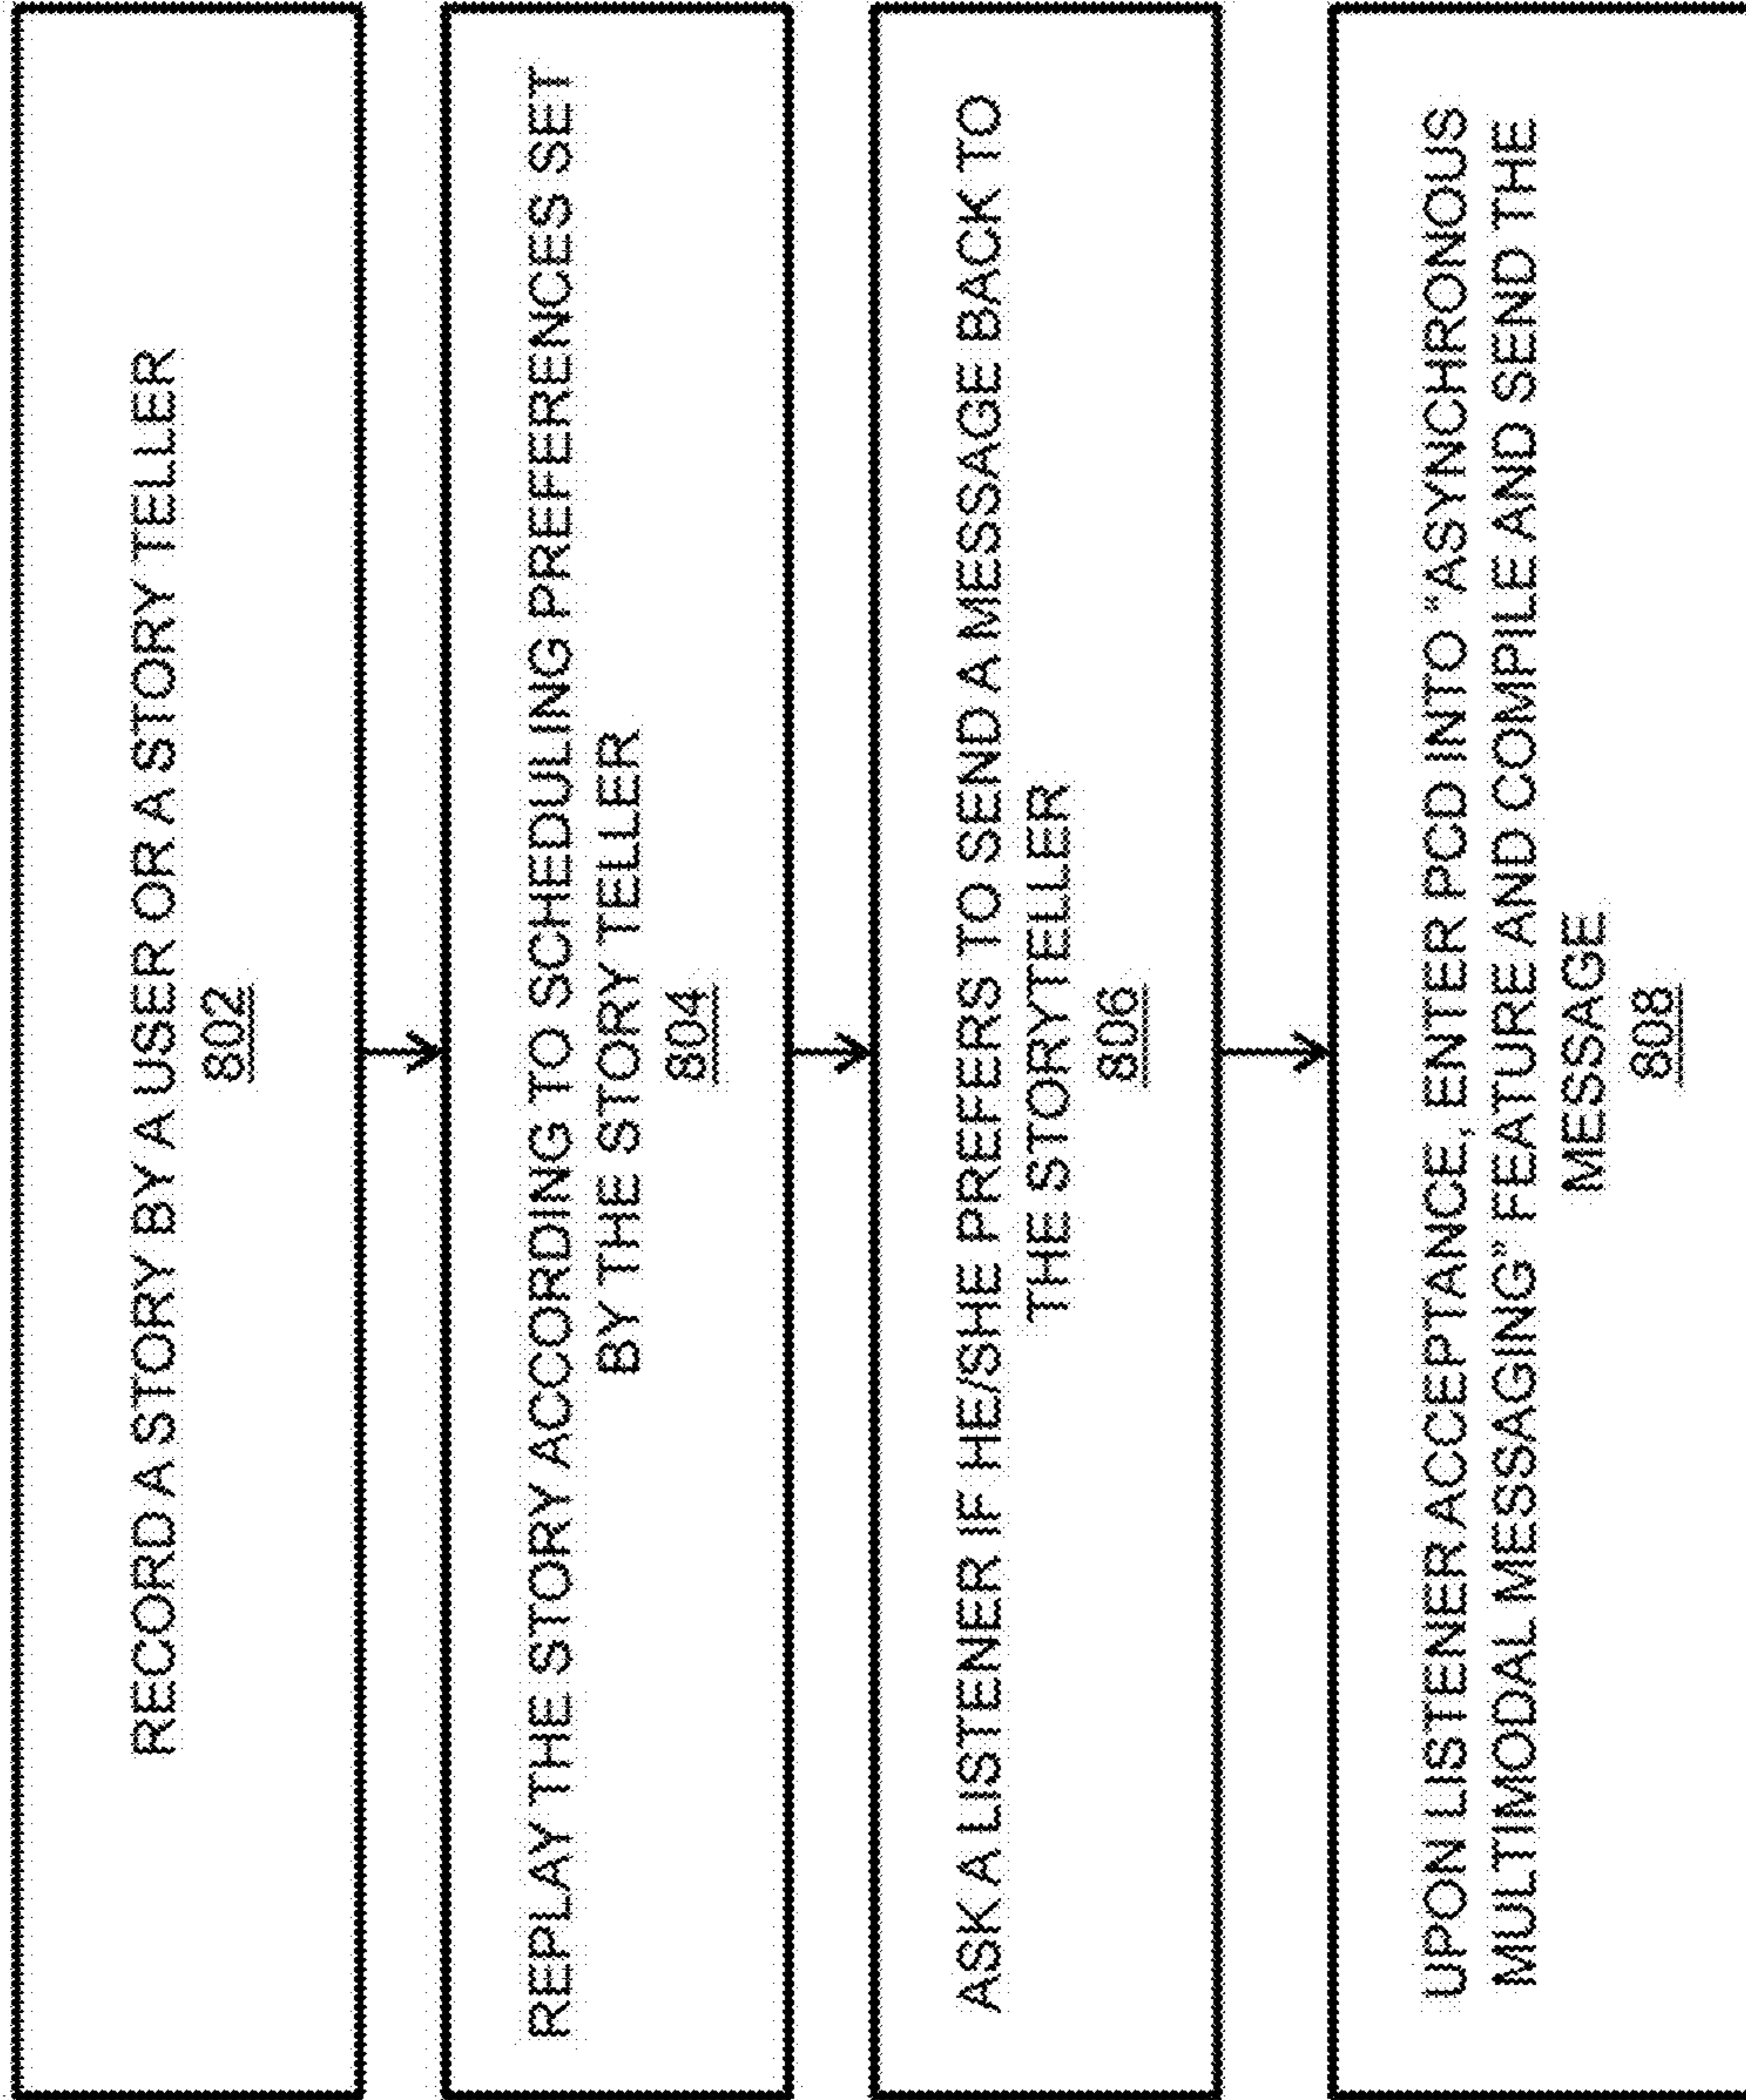 RECORD A STORY BY A USER OR A STORY TELLER
802
REPLAY THE STORY ACCORDING TO SCHEDULING PREFERENCES SET
BY THE STORY TELLER
804
ASK A LISTENER IF HE/SHE PREFERS TO SEND A MESSAGE BACK TO
THE STORYTELLER
806
UPON LISTENER ACCEPTANCE, ENTER PCD INTO "ASYNCHRONOUS
MULTIMODAL MESSAGING" FEATURE AND COMPILE AND SEND THE
MESSAGE
808